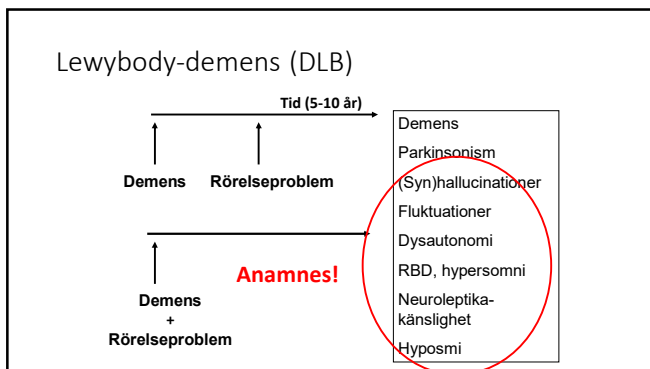 Lewybody-demens (DLB)
Tid (5-10 år)
Demens
Rörelseproblem
Anamnes!
Demens
+
Rörelseproblem
Demens
Parkinsonism
(Syn)hallucinationer
Fluktuationer
Dysautonomi
RBD, hypersomni
Neuroleptika-
känslighet
Hyposmi